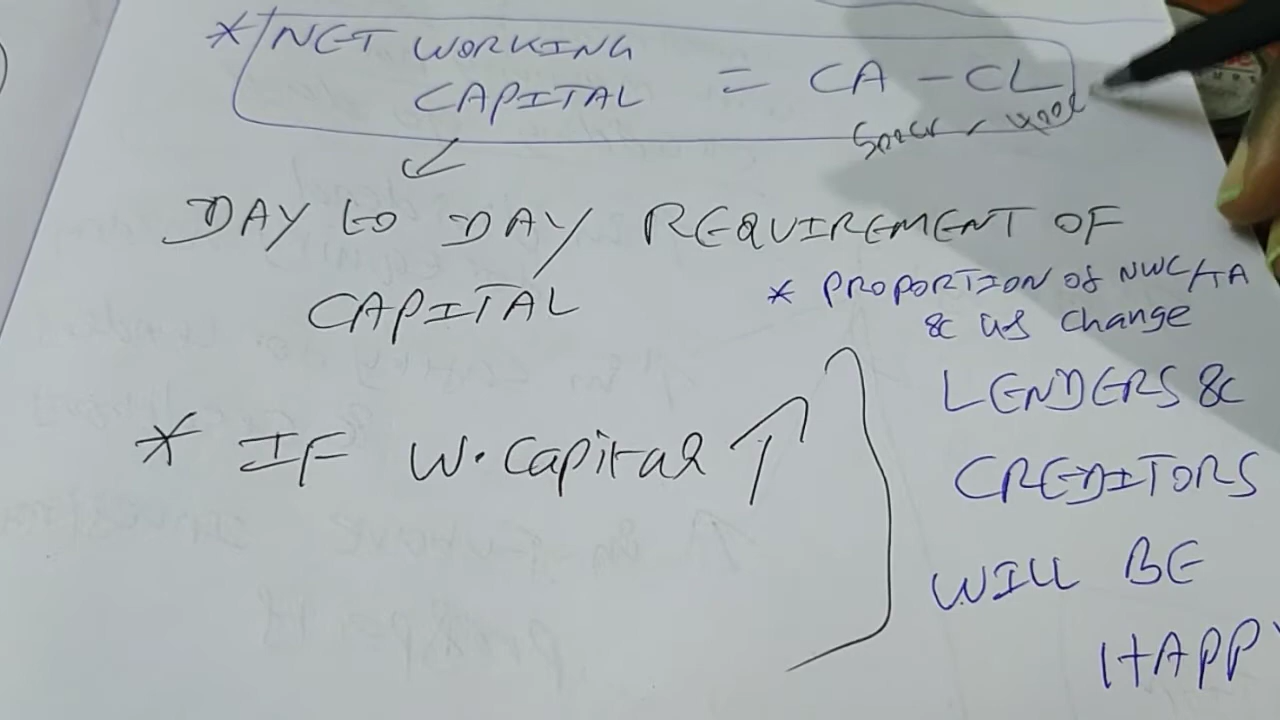 * NET WORKING
CAPITAL = CA - CL
DAY to DAY REQUIREMENT OF
CAPITAL
* PROPORTION of NWC/TA
& its change
* IF W. Capital ↑
LENDERS &
CREDITORS
WILL BE
HAPP